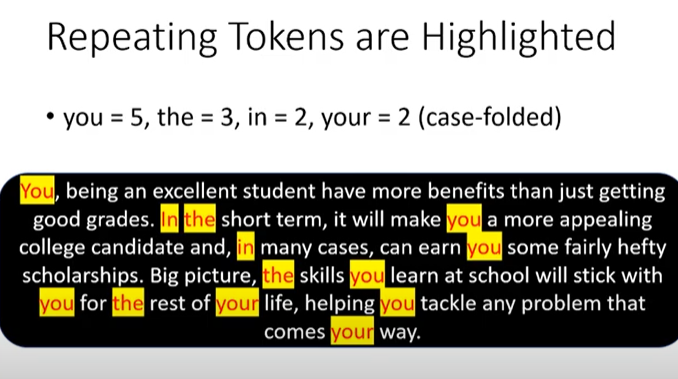 Repeating Tokens are Highlighted
• you = 5, the = 3, in = 2, your = 2 (case-folded)
You, being an excellent student have more benefits than just getting
good grades. In the short term, it will make you a more appealing
college candidate and, in many cases, can earn you some fairly hefty
scholarships. Big picture, the skills you learn at school will stick with
you for the rest of your life, helping you tackle any problem that
comes your way.